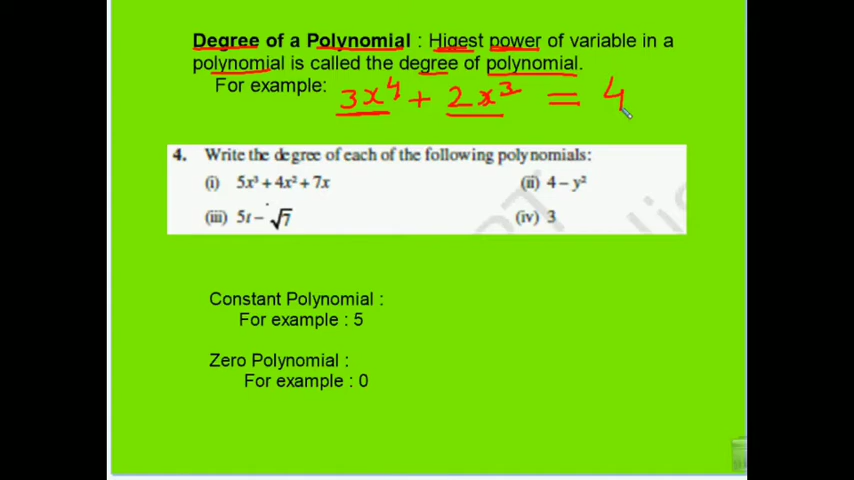 Degree of a Polynomial : Higest power of variable in a
polynomial is called the degree of polynomial.
For example: 3x⁴ + 2x³ = 4
4. Write the degree of each of the following polynomials:
(i) 5x³ + 4x² + 7x (ii) 4 – y²
(iii) 5t – √7 (iv) 3
Constant Polynomial :
For example : 5
Zero Polynomial :
For example : 0